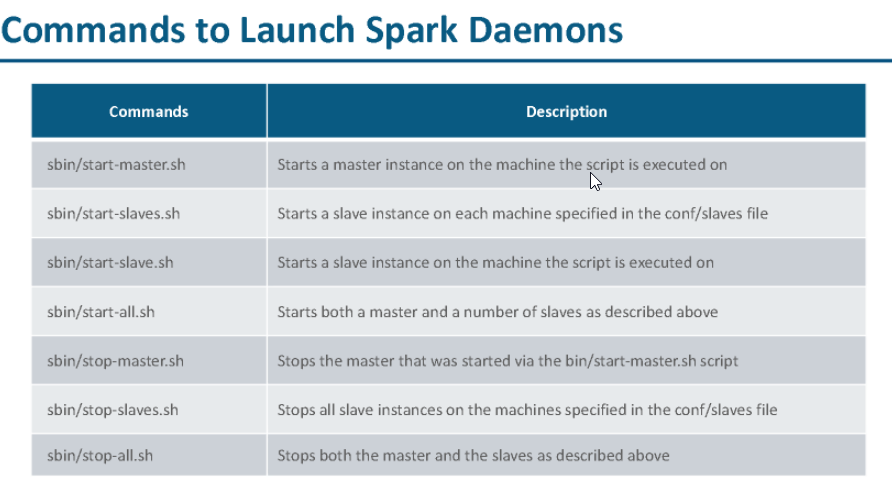 Commands to Launch Spark Daemons
Commands Description
sbin/start-master.sh Starts a master instance on the machine the script is executed on
sbin/start-slaves.sh Starts a slave instance on each machine specified in the conf/slaves file
sbin/start-slave.sh Starts a slave instance on the machine the script is executed on
sbin/start-all.sh Starts both a master and a number of slaves as described above
sbin/stop-master.sh Stops the master that was started via the bin/start-master.sh script
sbin/stop-slaves.sh Stops all slave instances on the machines specified in the conf/slaves file
sbin/stop-all.sh Stops both the master and the slaves as described above